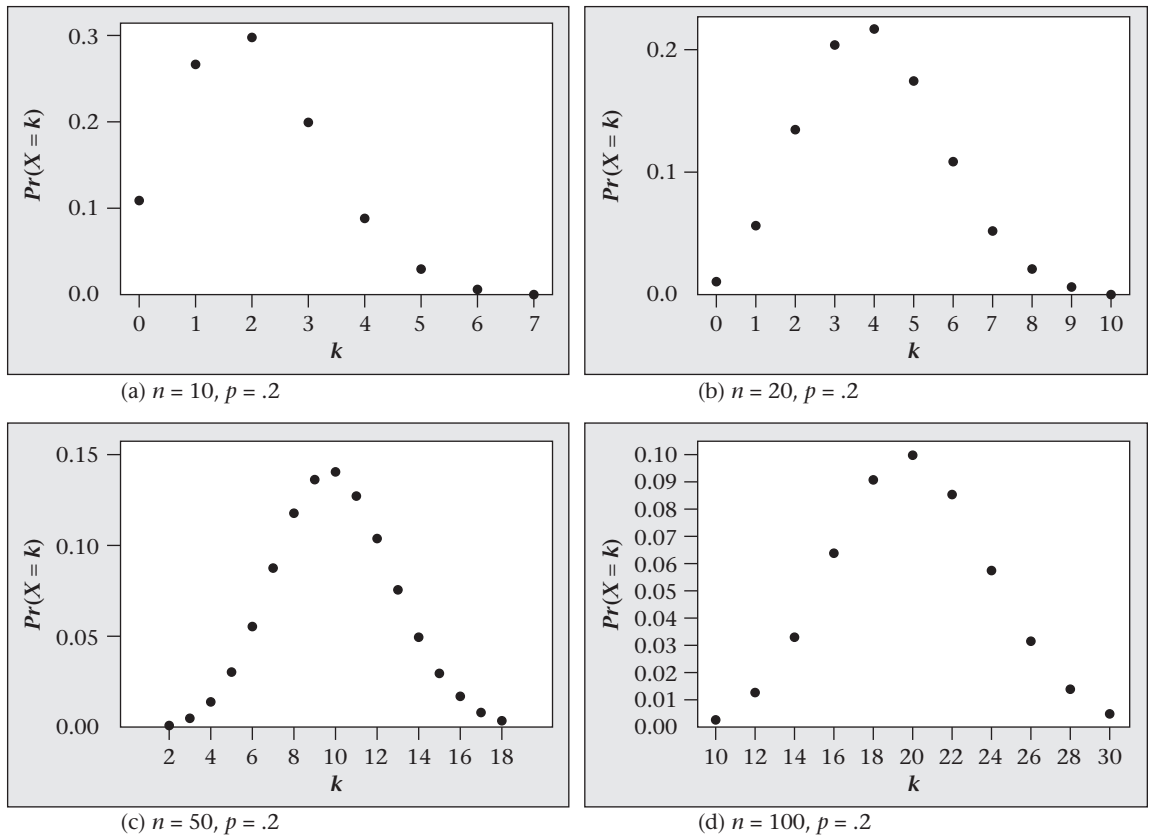 Pr(X = k)
0.3
0.2
0.1
0.0
0 1 2 3 4 5 6 7
k
(a) n = 10, p = .2
Pr(X = k)
0.2
0.1
0.0
0 1 2 3 4 5 6 7 8 9 10
k
(b) n = 20, p = .2
Pr(X = k)
0.15
0.10
0.05
0.00
2 4 6 8 10 12 14 16 18
k
(c) n = 50, p = .2
Pr(X = k)
0.10
0.09
0.08
0.07
0.06
0.05
0.04
0.03
0.02
0.01
0.00
10 12 14 16 18 20 22 24 26 28 30
k
(d) n = 100, p = .2